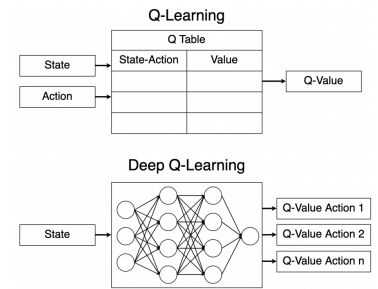 Q-Learning
Q Table
State-Action Value
State
Action
Q-Value
Deep Q-Learning
State
Q-Value Action 1
Q-Value Action 2
Q-Value Action n